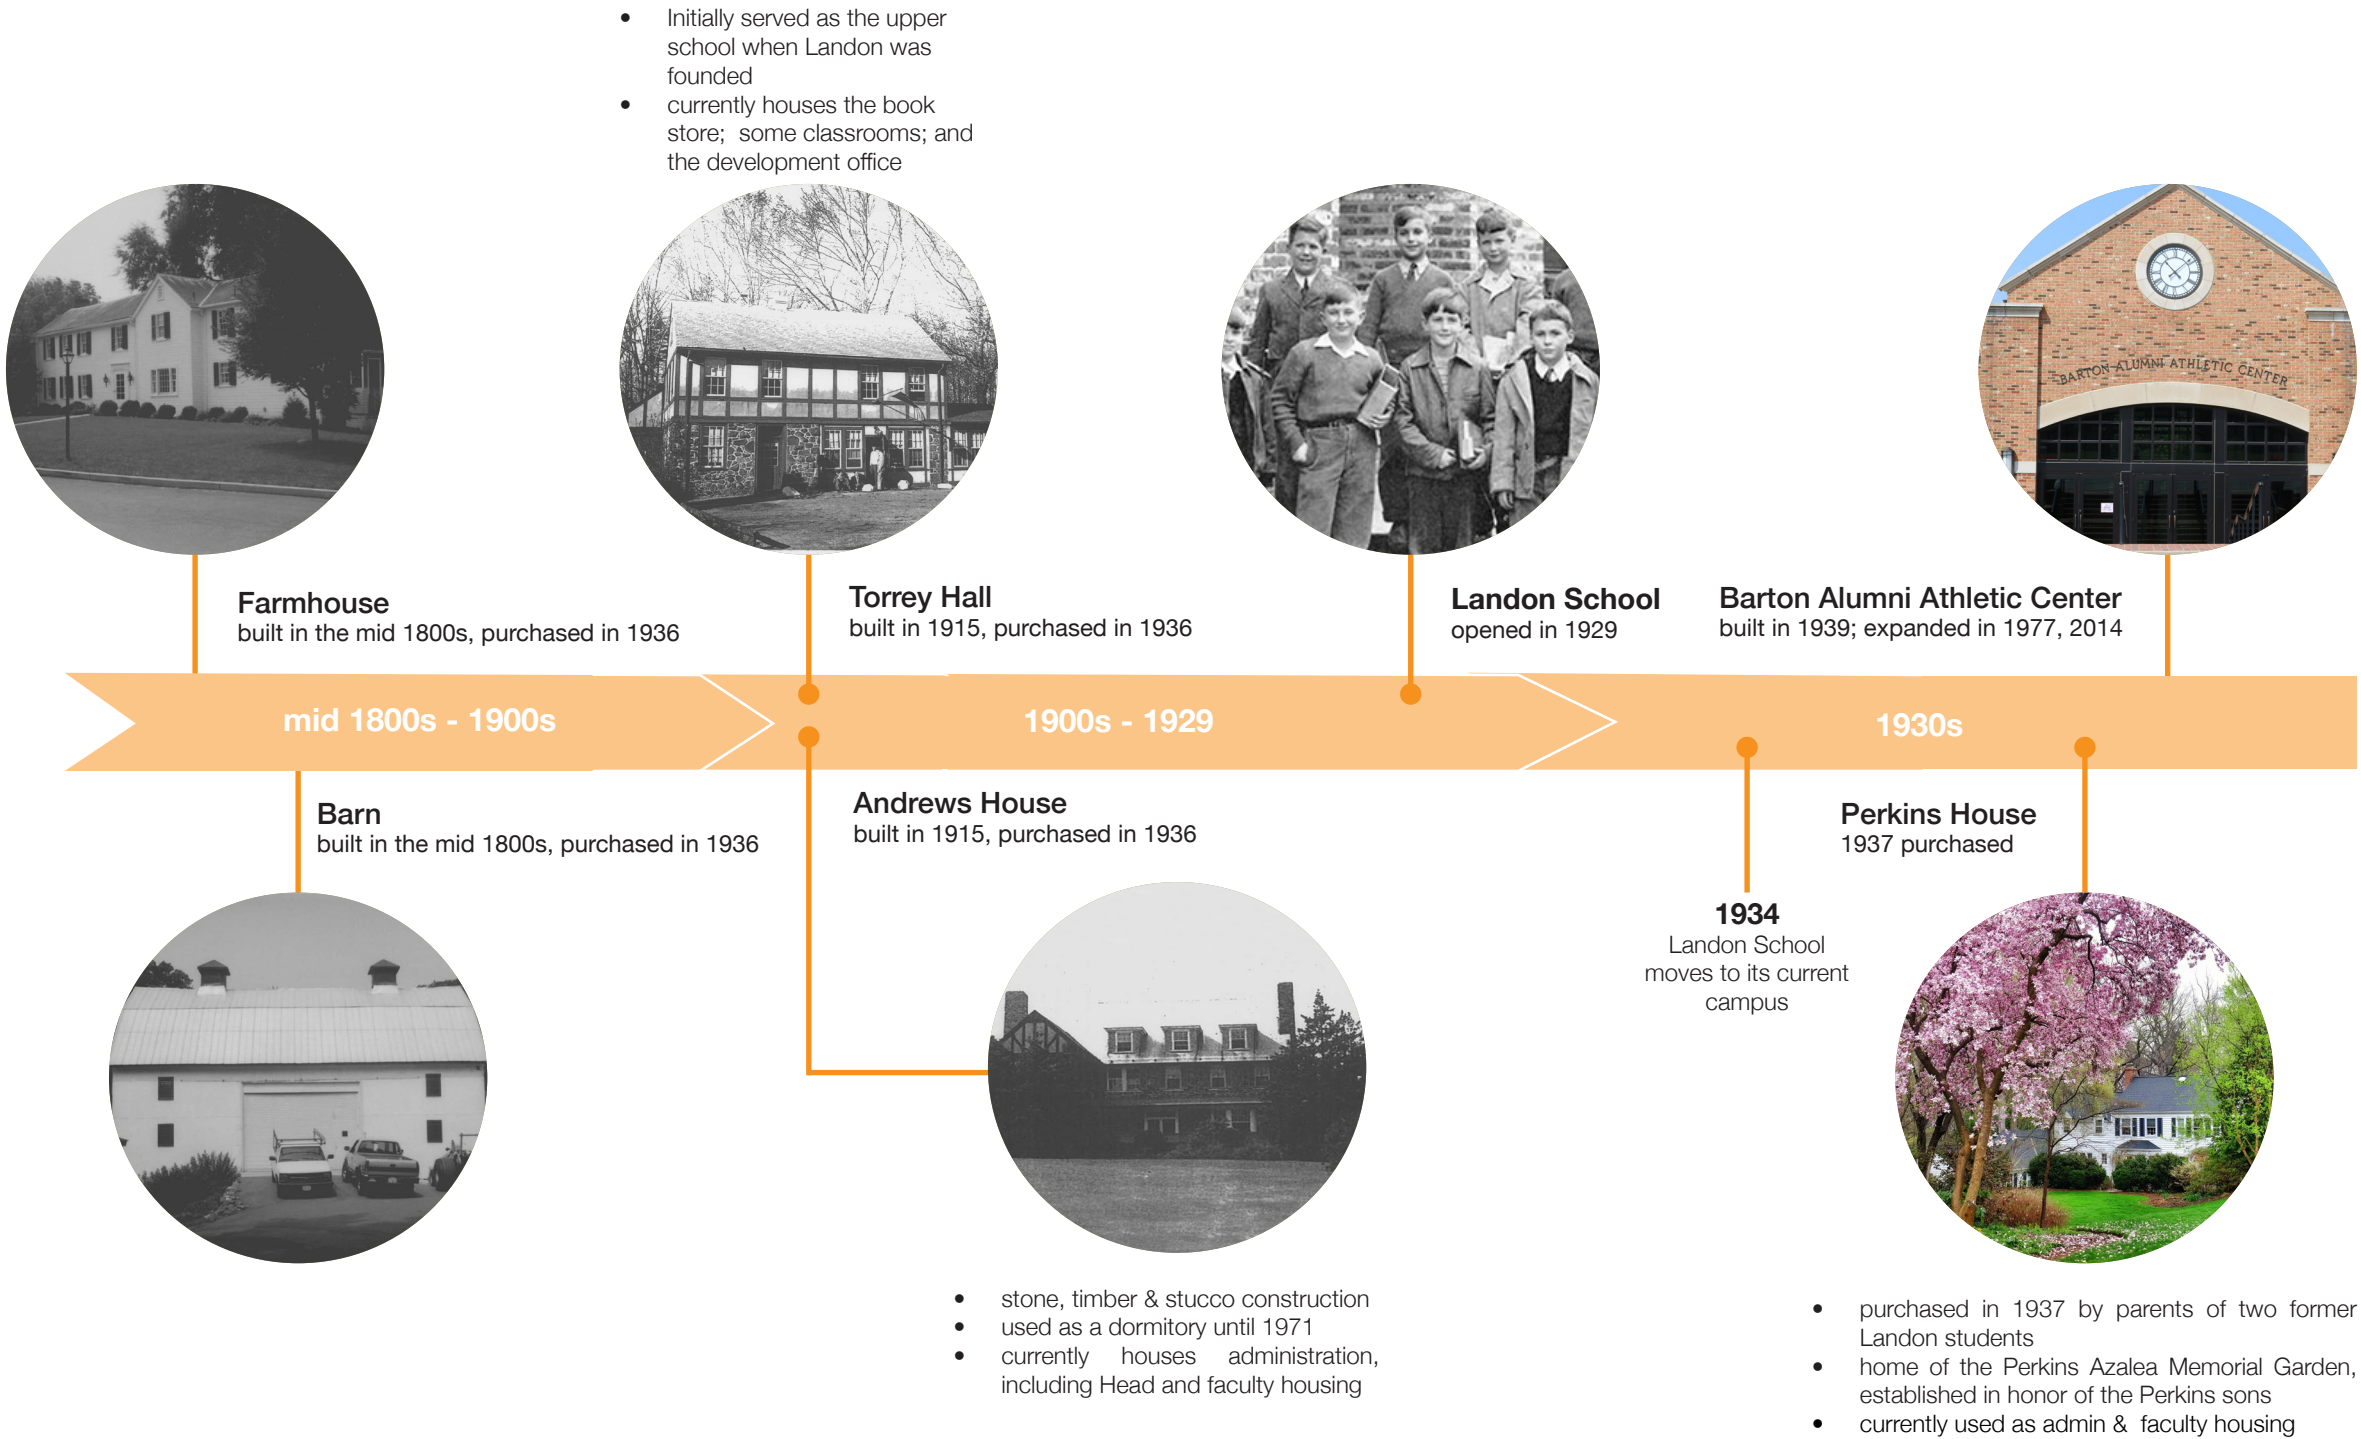 • Initially served as the upper
school when Landon was
founded
• currently houses the book
store; some classrooms; and
the development office
BARTON ALUMNI ATHLETIC CENTER
Farmhouse
built in the mid 1800s, purchased in 1936
Torrey Hall
built in 1915, purchased in 1936
Landon School
opened in 1929
Barton Alumni Athletic Center
built in 1939; expanded in 1977, 2014
mid 1800s - 1900s
1900s - 1929
1930s
Barn
built in the mid 1800s, purchased in 1936
Andrews House
built in 1915, purchased in 1936
Perkins House
1937 purchased
1934
Landon School
moves to its current
campus
• stone, timber & stucco construction
• used as a dormitory until 1971
• currently houses administration,
including Head and faculty housing
• purchased in 1937 by parents of two former
Landon students
• home of the Perkins Azalea Memorial Garden,
established in honor of the Perkins sons
• currently used as admin & faculty housing